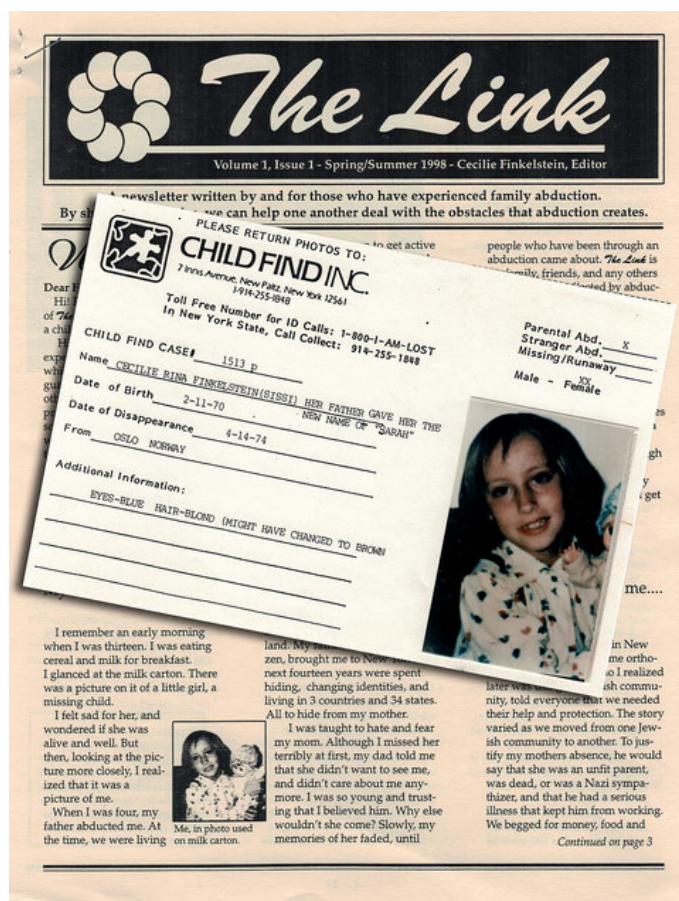 The Link
Volume 1, Issue 1 - Spring/Summer 1998 - Cecilie Finkelstein, Editor
A newsletter written by and for those who have experienced family abduction.
By we can help one another deal with the obstacles that abduction creates.
PLEASE RETURN PHOTOS TO:
CHILD FIND INC.
7 Innis Avenue, New Paltz, New York 12561
1-914-255-1848
Toll Free Number for ID Calls: 1-800-I-AM-LOST
In New York State, Call Collect: 914-255-1848
Parental Abd. X
Stranger Abd.
Missing/Runaway
Male - Female XX
CHILD FIND CASE# 1513 p
Name CECILIE RINA FINKELSTEIN(SISSI) HER FATHER GAVE HER THE
NEW NAME OF "SARAH"
Date of Birth 2-11-70
Date of Disappearance 4-14-74
From OSLO NORWAY
Additional Information:
EYES-BLUE HAIR-BLOND (MIGHT HAVE CHANGED TO BROWN
to get active
people who have been through an
abduction came about. The Link is
family, friends, and any others
by abduc-
Dear
Hi!
of The
get
me....
I remember an early morning
when I was thirteen. I was eating
cereal and milk for breakfast.
I glanced at the milk carton. There
was a picture on it of a little girl, a
missing child.
I felt sad for her, and
wondered if she was
alive and well. But
then, looking at the pic-
ture more closely, I real-
ized that it was a
picture of me.
When I was four, my
father abducted me. At
the time, we were living
Me, in photo used
on milk carton.
land. My
zen, brought me to New
next fourteen years were spent
hiding, changing identities, and
living in 3 countries and 34 states.
All to hide from my mother.
I was taught to hate and fear
my mom. Although I missed her
terribly at first, my dad told me
that she didn't want to see me,
and didn't care about me any-
more. I was so young and trust-
ing that I believed him. Why else
wouldn't she come? Slowly, my
memories of her faded, until
in New
ortho-
I realized
later was commu-
nity, told everyone that we needed
their help and protection. The story
varied as we moved from one Jew-
ish community to another. To jus-
tify my mothers absence, he would
say that she was an unfit parent,
was dead, or was a Nazi sympa-
thizer, and that he had a serious
illness that kept him from working.
We begged for money, food and
Continued on page 3